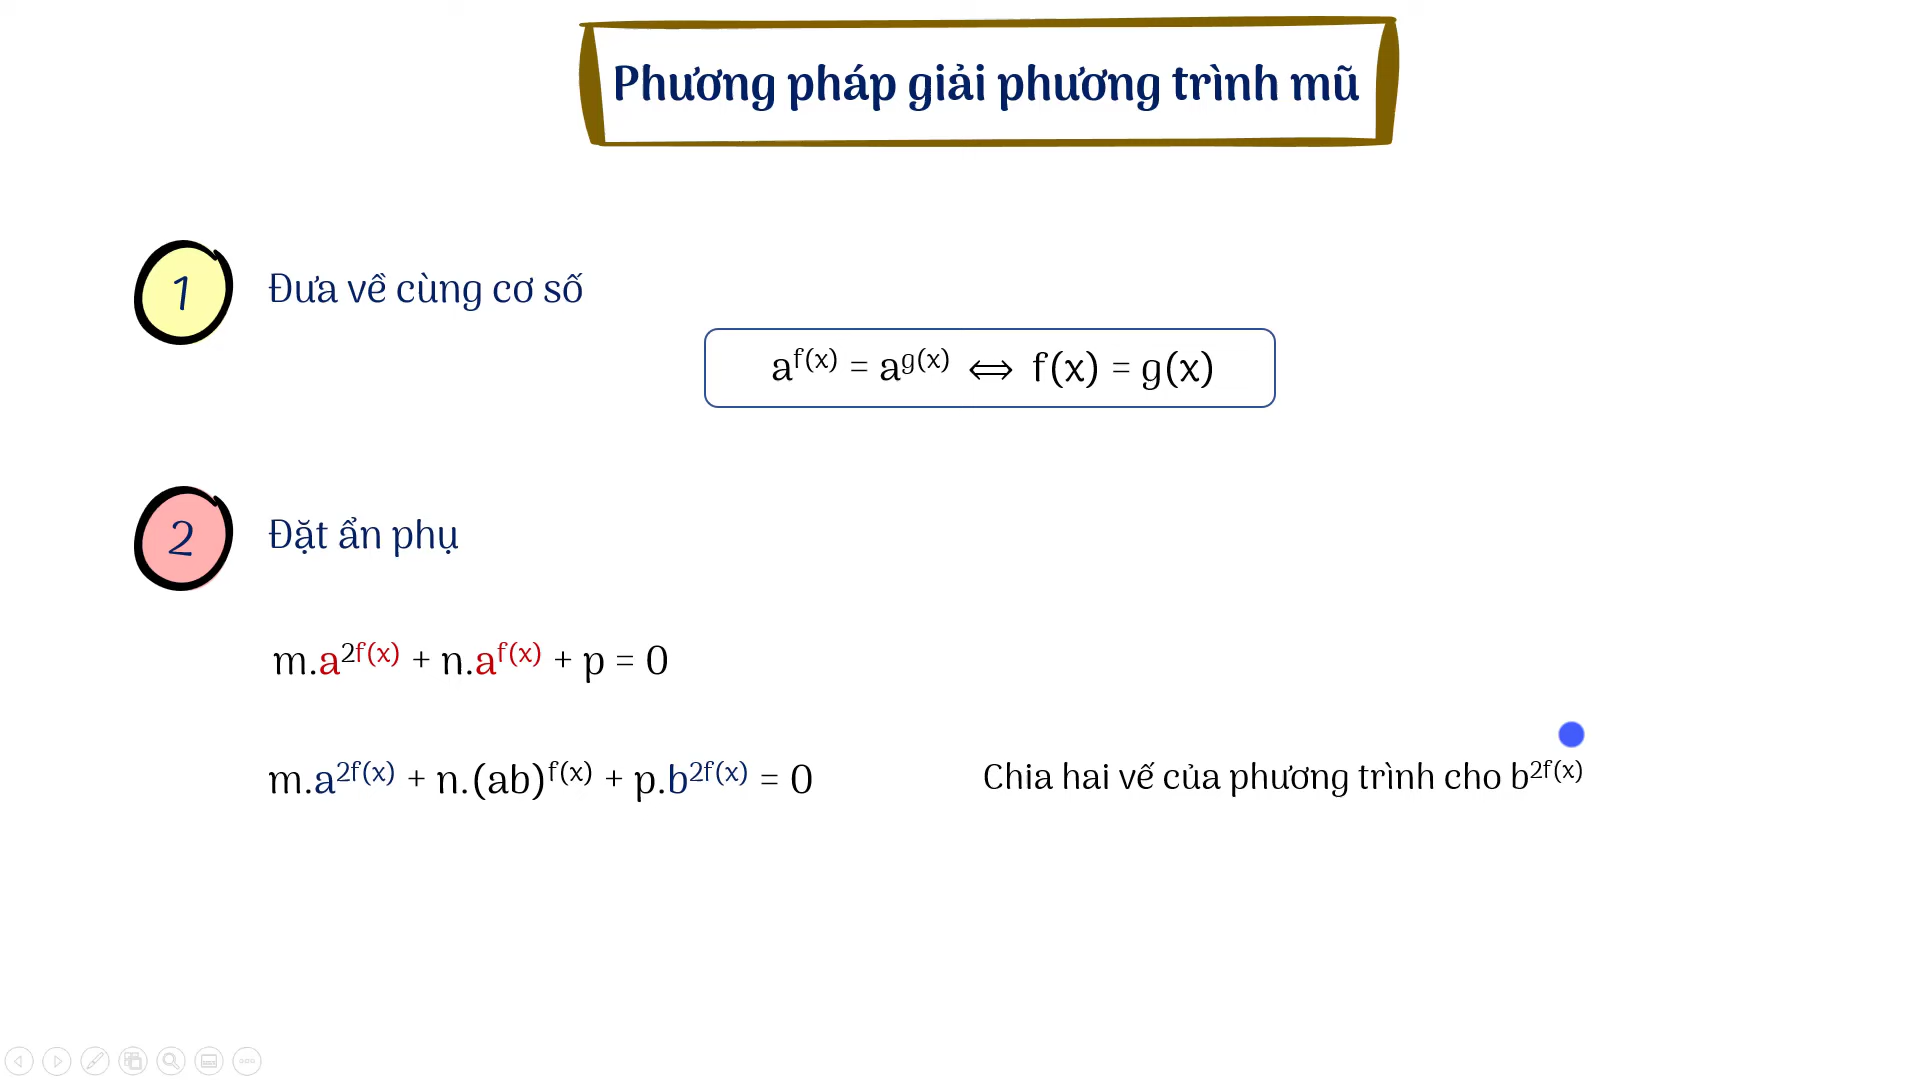 Phương pháp giải phương trình mũ
1 Đưa về cùng cơ số
a^f(x) = a^g(x) ⟺ f(x) = g(x)
2 Đặt ẩn phụ
m.a^2f(x) + n.a^f(x) + p = 0
m.a^2f(x) + n.(ab)^f(x) + p.b^2f(x) = 0 Chia hai vế của phương trình cho b^2f(x)